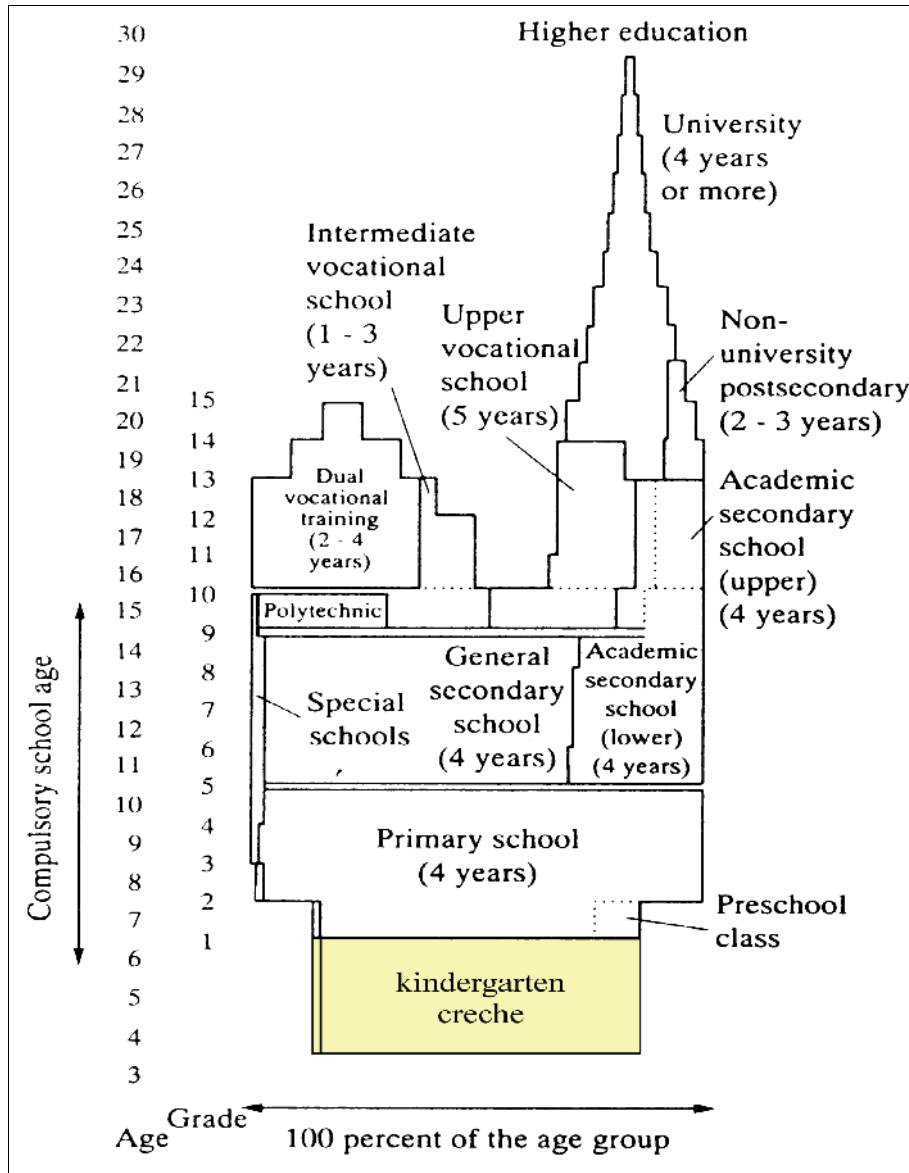 Higher education
University
(4 years
or more)
Intermediate
vocational
school
(1 - 3
years)
Upper
vocational
school
(5 years)
Non-
university
postsecondary
(2 - 3 years)
Dual
vocational
training
(2 - 4
years)
Academic
secondary
school
(upper)
(4 years)
Polytechnic
General
secondary
school
(4 years)
Academic
secondary
school
(lower)
(4 years)
Special
schools
Primary school
(4 years)
Preschool
class
kindergarten
creche
Compulsory school age
30
29
28
27
26
25
24
23
22
21
20
19
18
17
16
15
14
13
12
11
10
9
8
7
6
5
4
3
Age
15
14
13
12
11
10
9
8
7
6
5
4
3
2
1
Grade
100 percent of the age group